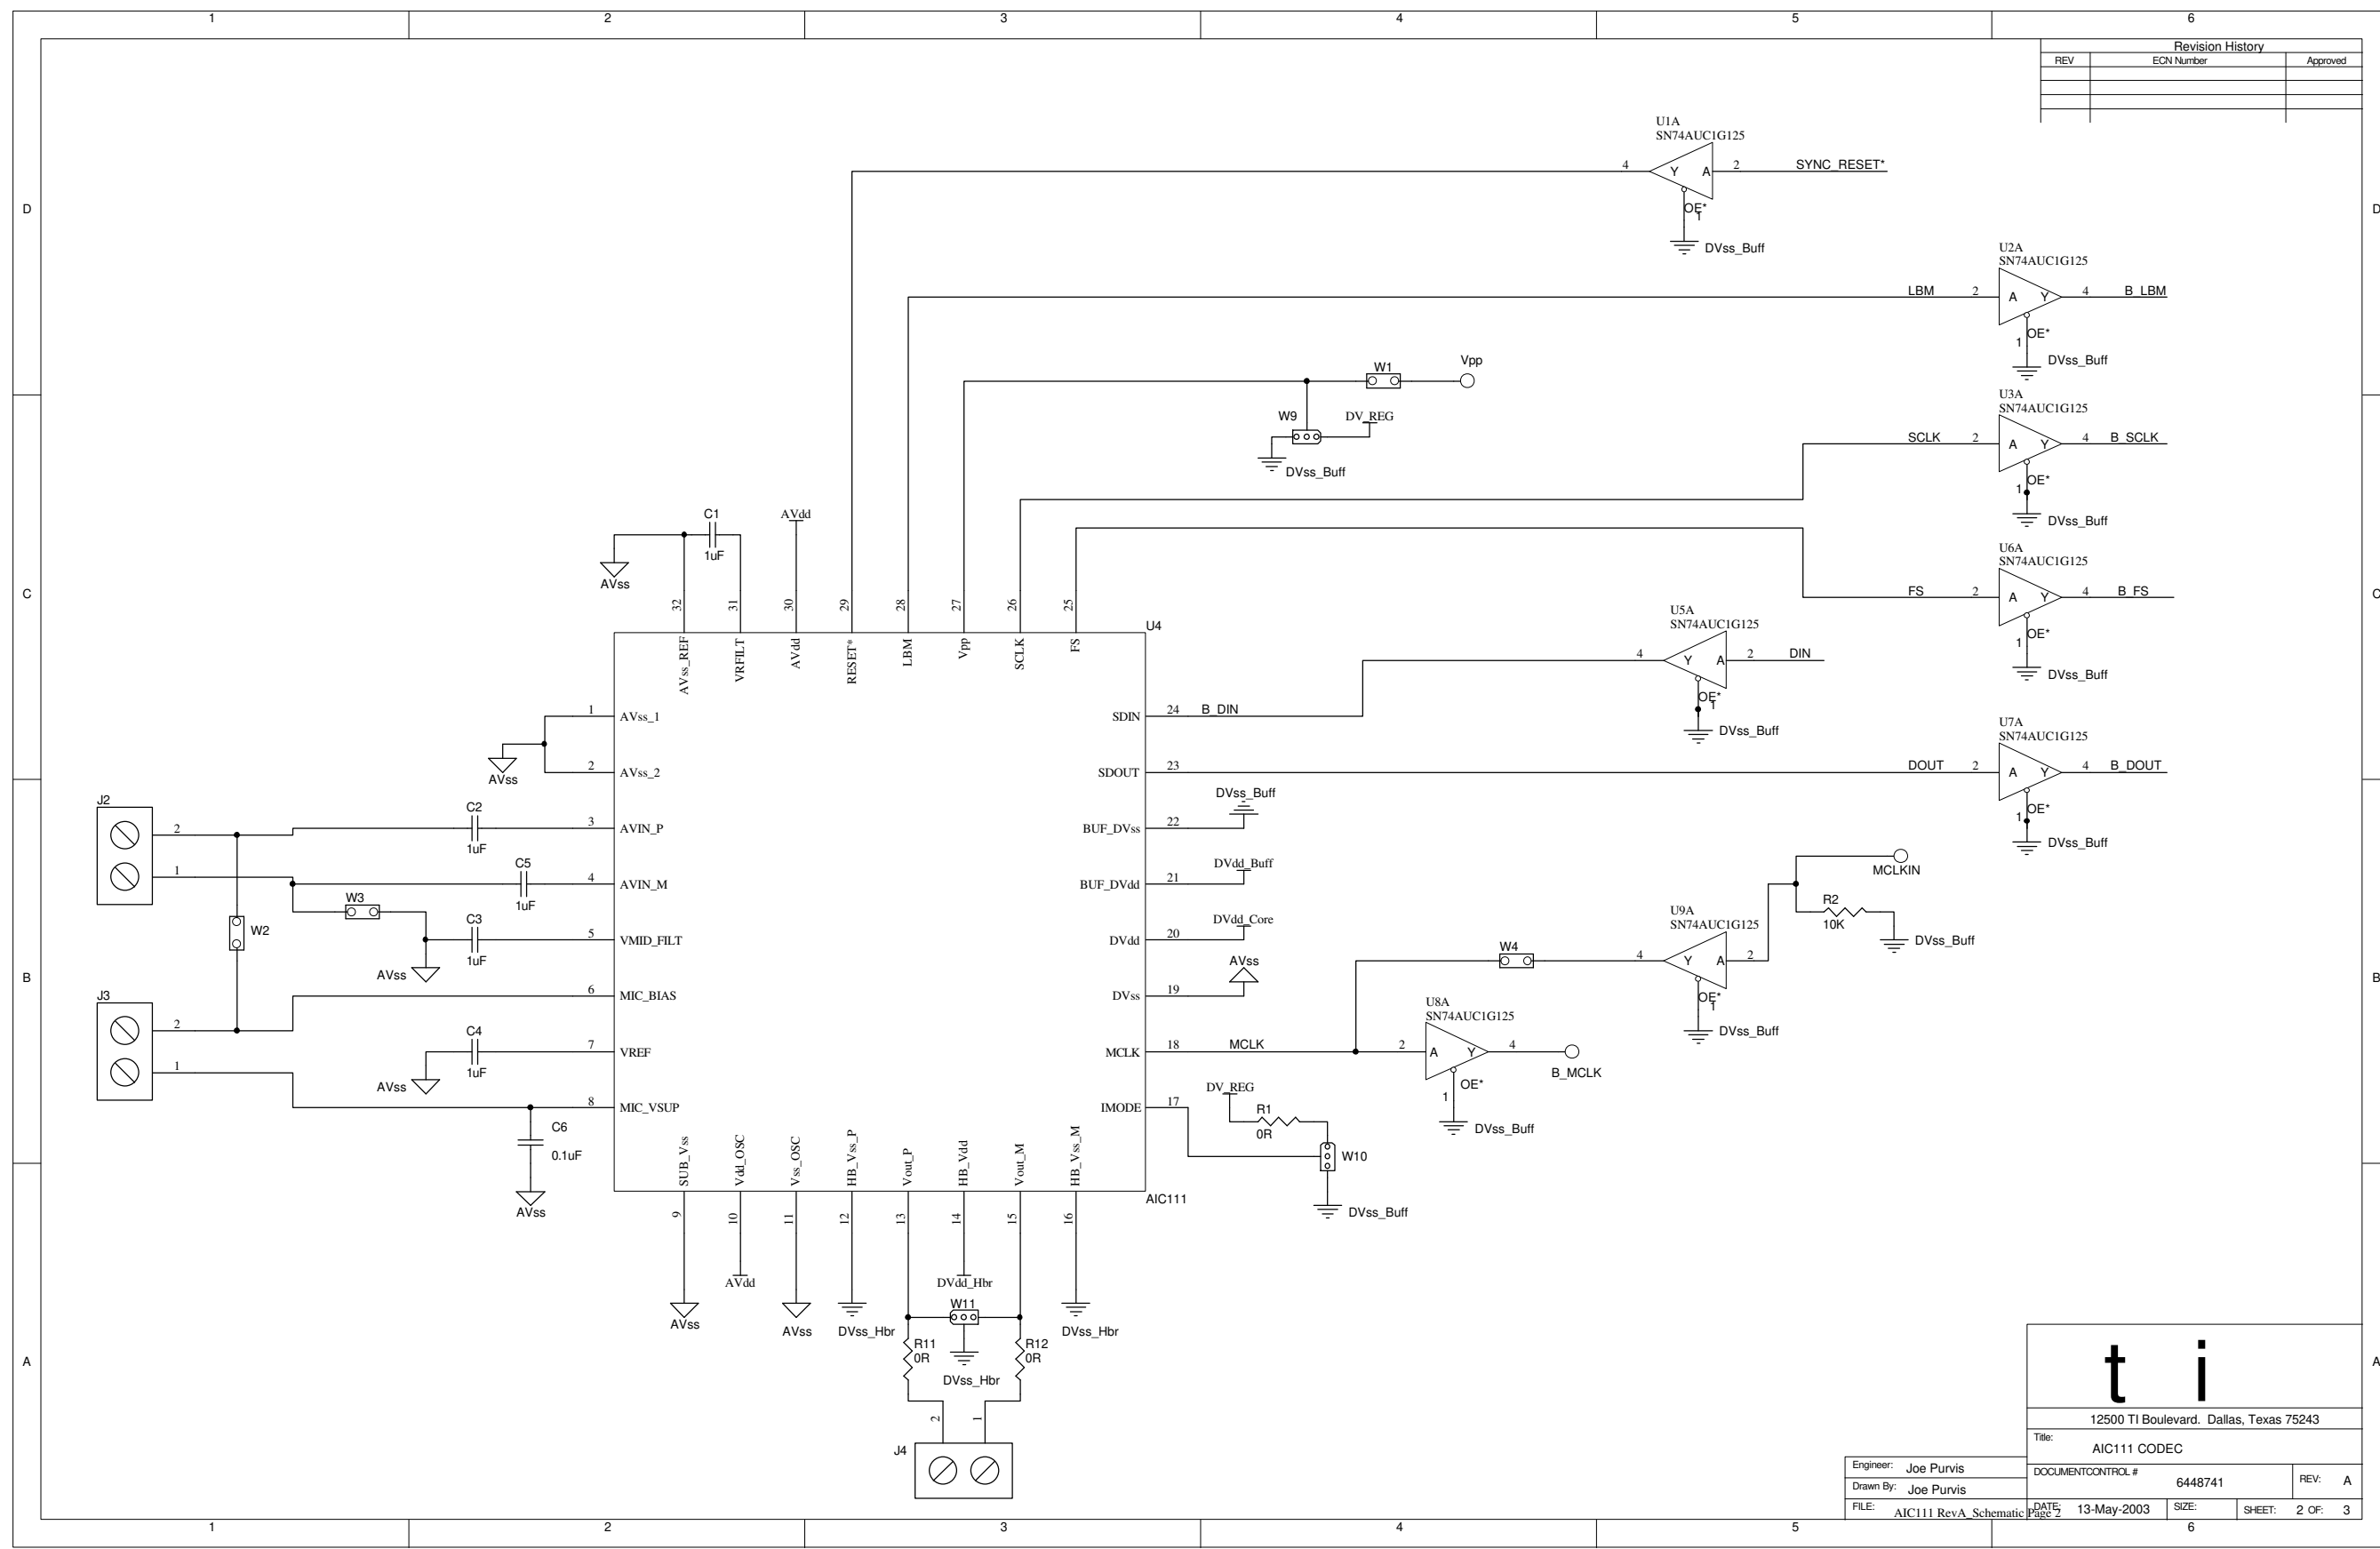 1 2 3 4 5 6
Revision History
REV ECN Number Approved
D D
U1A
SN74AUC1G125
4 Y A 2 SYNC_RESET*
OE*
1
DVss_Buff
U2A
SN74AUC1G125
LBM 2 A Y 4 B_LBM
OE*
1
DVss_Buff
W1 Vpp
W9 DV_REG
DVss_Buff
U3A
SN74AUC1G125
SCLK 2 A Y 4 B_SCLK
OE*
1
DVss_Buff
C1
1uF
AVdd
AVss
C C
U6A
SN74AUC1G125
FS 2 A Y 4 B_FS
OE*
1
DVss_Buff
U5A
SN74AUC1G125
4 Y A 2 DIN
OE*
1
DVss_Buff
32 31 30 29 28 27 26 25
U4
AVss_REF VRFILT AVdd RESET* LBM Vpp SCLK FS
1 AVss_1
AVss
2 AVss_2
SDIN 24 B_DIN
SDOUT 23 DOUT
U7A
SN74AUC1G125
2 A Y 4 B_DOUT
OE*
1
DVss_Buff
DVss_Buff
BUF_DVss 22
DVdd_Buff
BUF_DVdd 21
DVdd_Core
DVdd 20
AVss
DVss 19
MCLK 18 MCLK
IMODE 17
J2
2
1
C2
1uF
3 AVIN_P
C5
1uF
4 AVIN_M
W3
W2
C3
1uF
5 VMID_FILT
AVss
B B
J3
2
1
6 MIC_BIAS
C4
1uF
7 VREF
AVss
8 MIC_VSUP
C6
0.1uF
AVss
MCLKIN
R2
10K
DVss_Buff
U9A
SN74AUC1G125
W4 4 Y A 2
OE*
1
DVss_Buff
U8A
SN74AUC1G125
2 A Y 4
B_MCLK
OE*
1
DVss_Buff
DV_REG
R1
0R
W10
DVss_Buff
SUB_Vss Vdd_OSC Vss_OSC HB_Vss_P Vout_P HB_Vdd Vout_M HB_Vss_M
AIC111
9 10 11 12 13 14 15 16
AVdd DVdd_Hbr
W11
AVss AVss DVss_Hbr DVss_Hbr
R11
0R
R12
0R
DVss_Hbr
2 1
J4
A A
t i
12500 TI Boulevard. Dallas, Texas 75243
Title:
AIC111 CODEC
Engineer: Joe Purvis
Drawn By: Joe Purvis
DOCUMENTCONTROL # 6448741 REV: A
FILE: AIC111 RevA_Schematic Page 2
DATE: 13-May-2003 SIZE: SHEET: 2 OF: 3
1 2 3 4 5 6